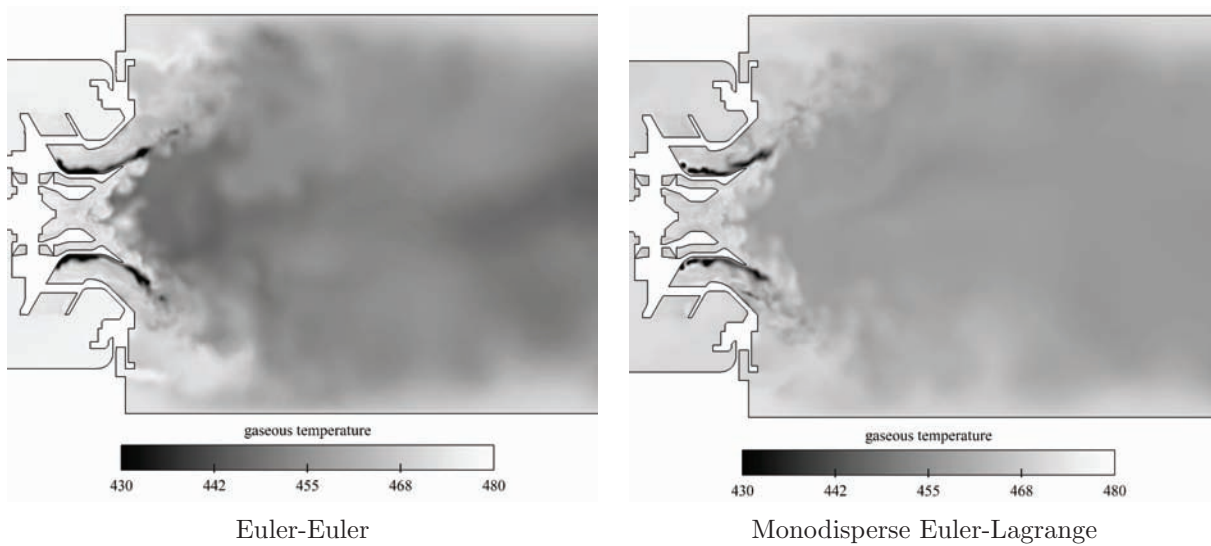 gaseous temperature
430 442 455 468 480
Euler-Euler
gaseous temperature
430 442 455 468 480
Monodisperse Euler-Lagrange